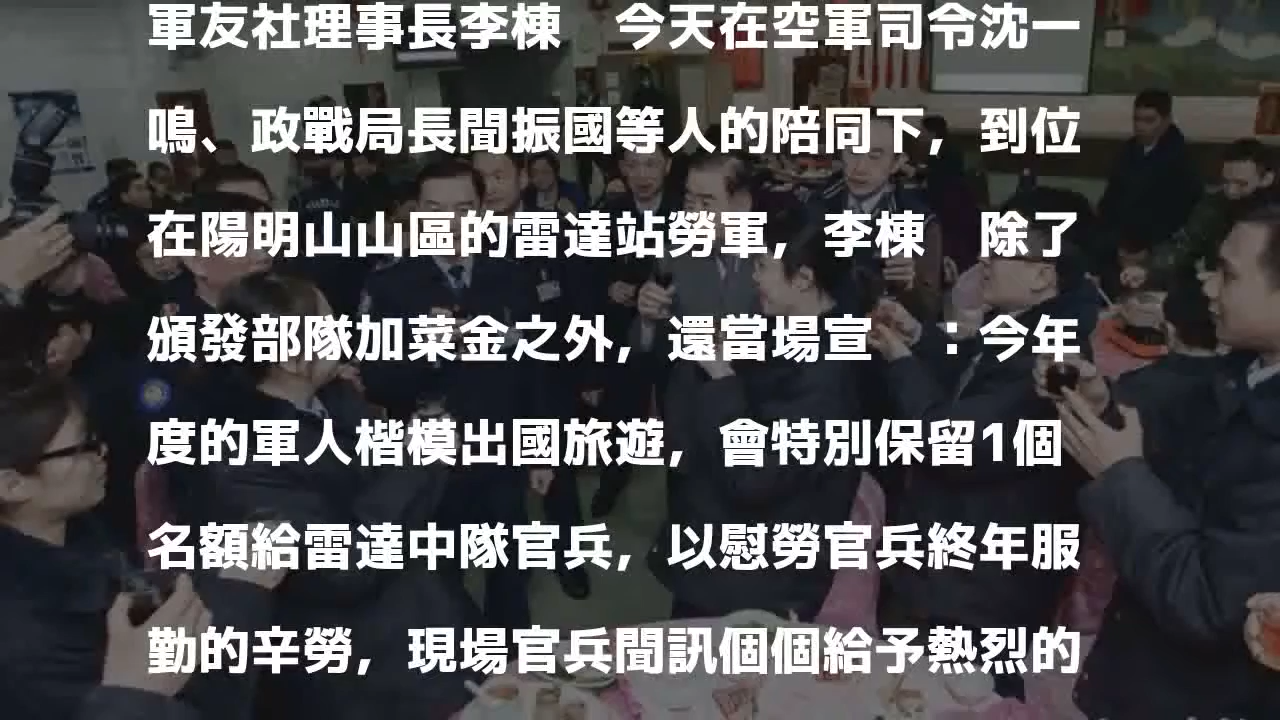 軍友社理事長李棟　今天在空軍司令沈一
鳴、政戰局長聞振國等人的陪同下，到位
在陽明山山區的雷達站勞軍，李棟　除了
頒發部隊加菜金之外，還當場宣　：今年
度的軍人楷模出國旅遊，會特別保留1個
名額給雷達中隊官兵，以慰勞官兵終年服
勤的辛勞，現場官兵聞訊個個給予熱烈的